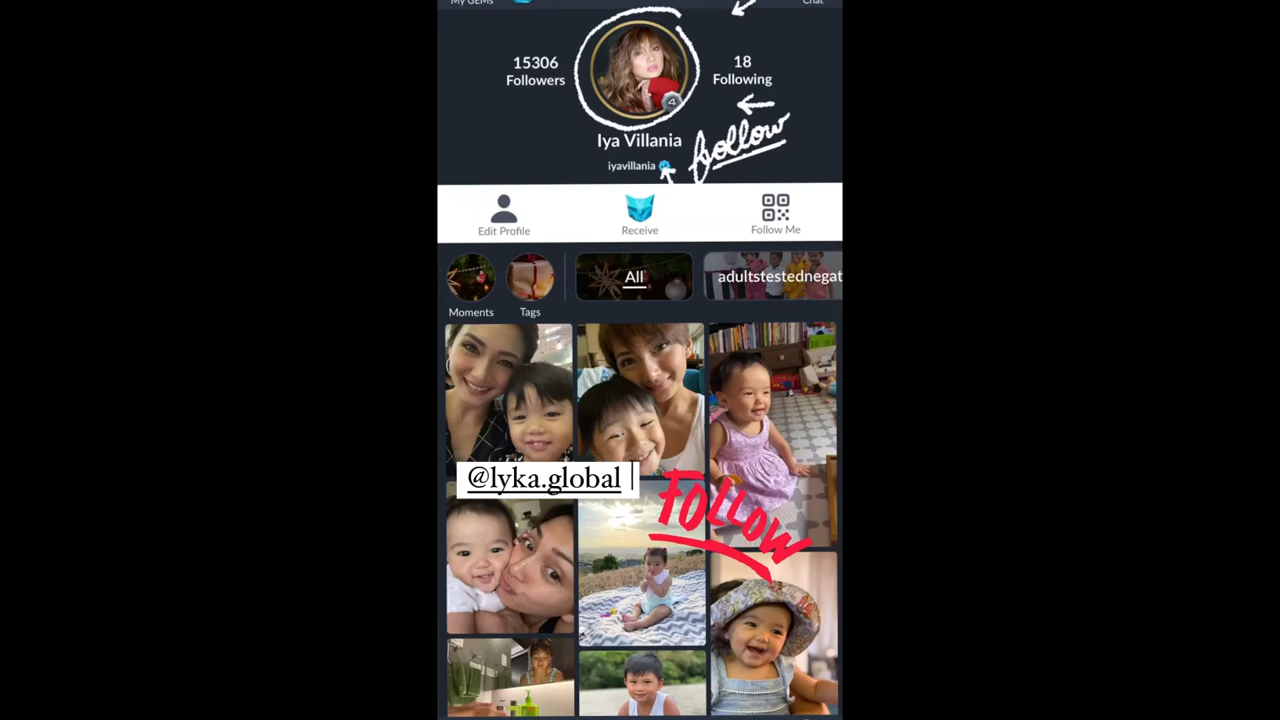 My GEMs
Chat
15306
Followers
18
Following
4
Iya Villania
iyavillania
follow
Edit Profile
Receive
Follow Me
Moments
Tags
All
adultstestednegat
@lyka.global
FOLLOW